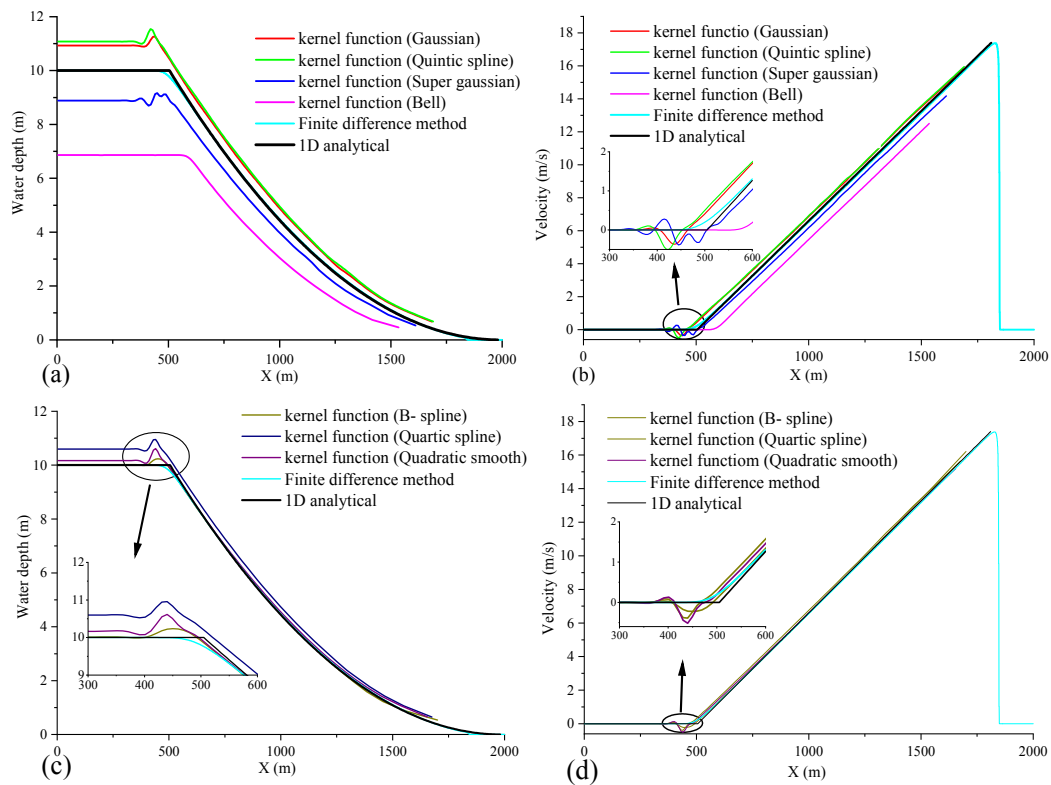 12
10
8
6
4
2
0
Water depth (m)
kernel function (Gaussian)
kernel function (Quintic spline)
kernel function (Super gaussian)
kernel function (Bell)
Finite difference method
1D analytical
0
500
1000
1500
2000
X (m)
(a)
18
16
14
12
10
8
6
4
2
0
Velocity (m/s)
kernel functio (Gaussian)
kernel function (Quintic spline)
kernel function (Super gaussian)
kernel function (Bell)
Finite difference method
1D analytical
2
1
0
300
400
500
600
0
500
1000
1500
2000
X (m)
(b)
12
10
8
6
4
2
0
Water depth (m)
kernel function (B- spline)
kernel function (Quartic spline)
kernel function (Quadratic smooth)
Finite difference method
1D analytical
12
11
10
9
300
400
500
600
0
500
1000
1500
2000
X (m)
(c)
18
16
14
12
10
8
6
4
2
0
Velocity (m/s)
kernel function (B- spline)
kernel function (Quartic spline)
kernel functiom (Quadratic smooth)
Finite difference method
1D analytical
2
1
0
300
400
500
600
0
500
1000
1500
2000
X (m)
(d)